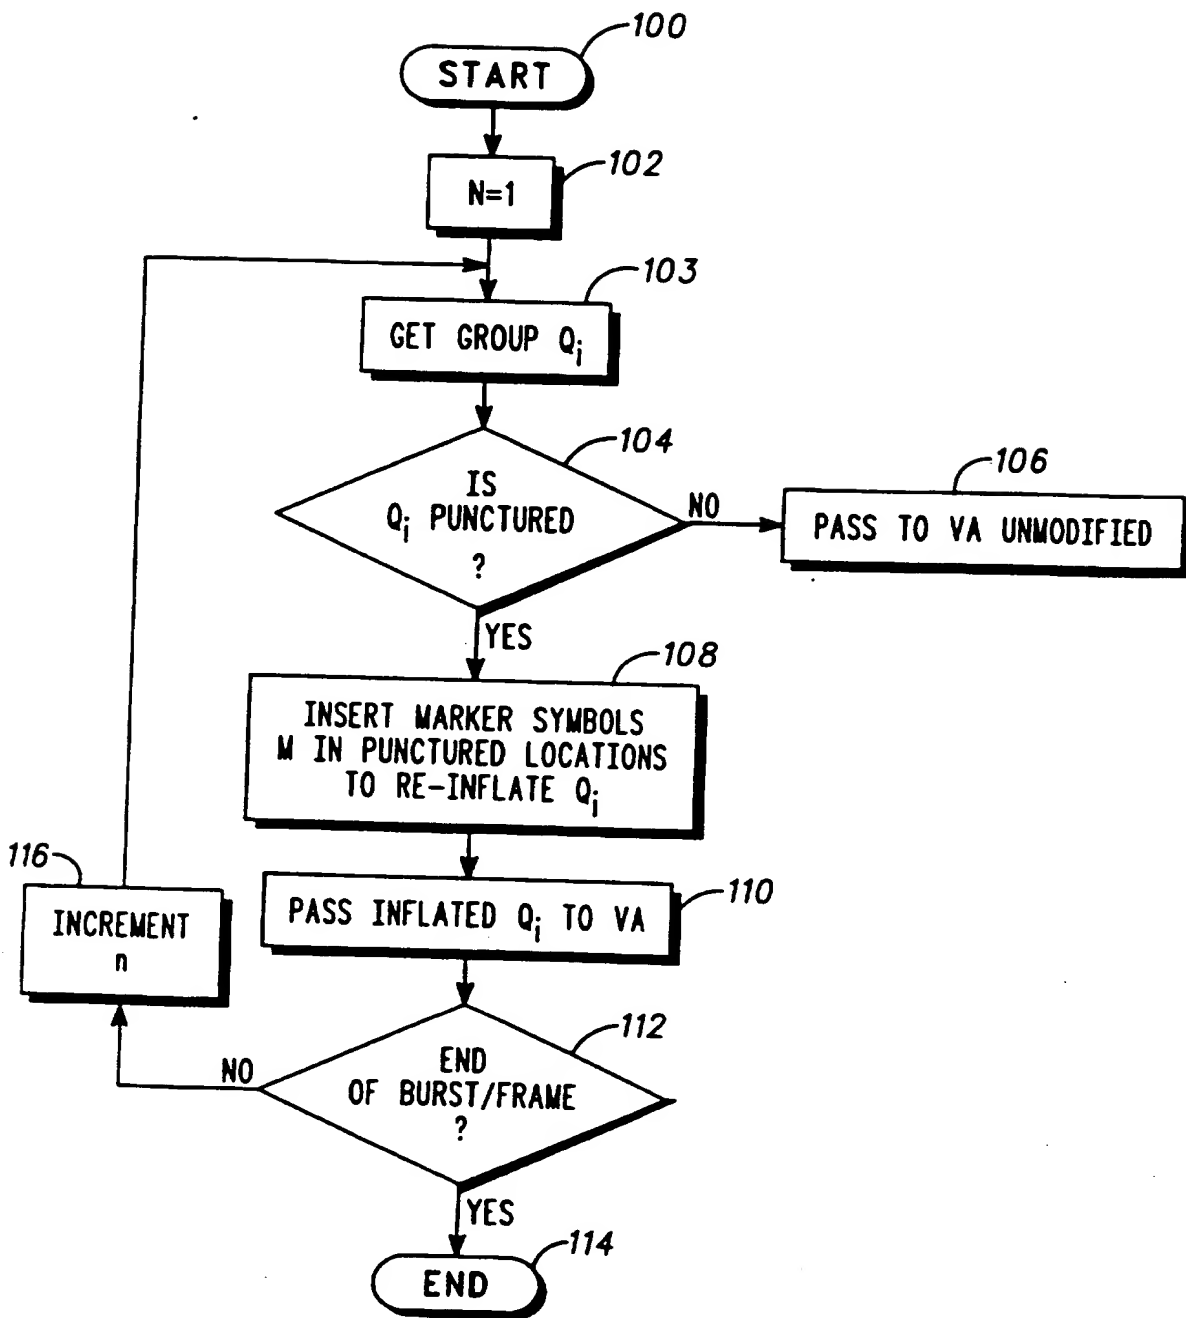 100
START
102
N=1
103
GET GROUP Qi
104
IS
Qi PUNCTURED
?
NO
106
PASS TO VA UNMODIFIED
YES
108
INSERT MARKER SYMBOLS
M IN PUNCTURED LOCATIONS
TO RE-INFLATE Qi
110
PASS INFLATED Qi TO VA
116
INCREMENT
n
112
END
OF BURST/FRAME
?
NO
YES
114
END